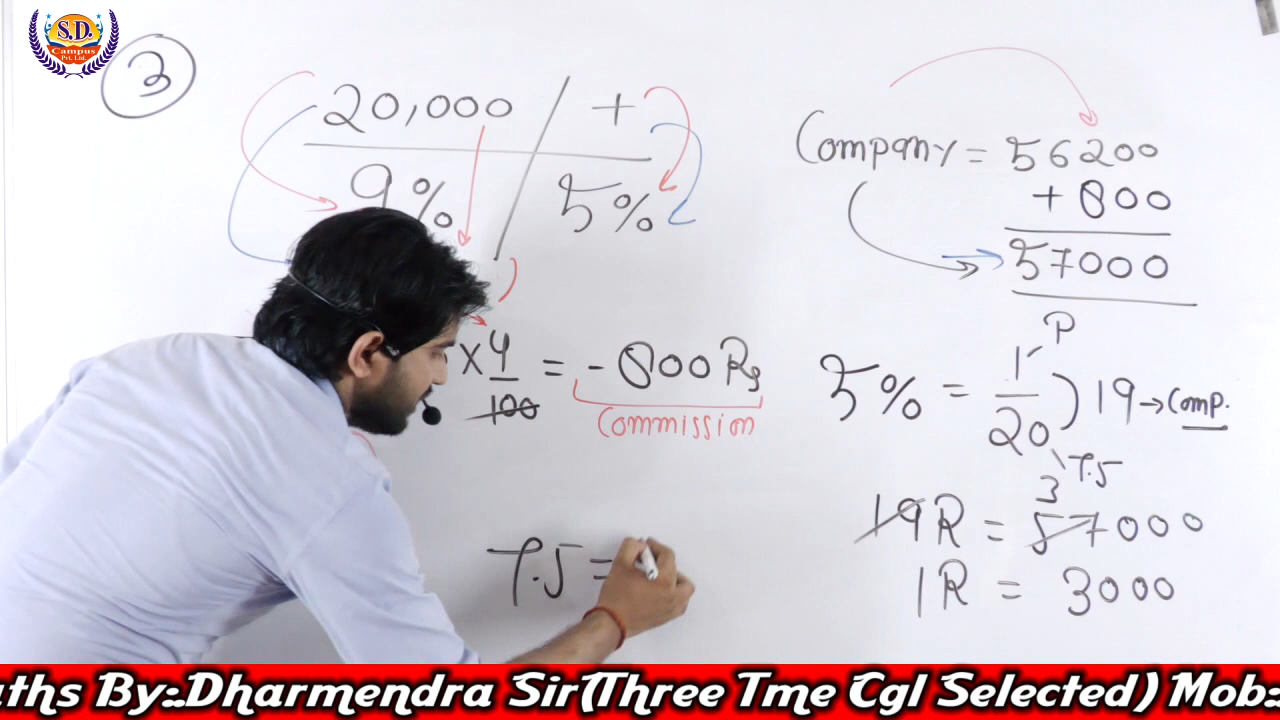 S.D.
Campus
Pvt. Ltd.
3
20,000 / +
9% 5%
× 4/100 = - 800 Rs
Commission
T.S =
Company = 56200
+ 800
57000
5% = 1/20 ) 19 → Comp.
P
T.S
19R = 57000
3
1R = 3000
aths By:-Dharmendra Sir(Three Tme Cgl Selected) Mob: